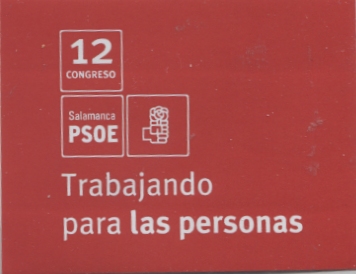 12
CONGRESO
Salamanca
PSOE
Trabajando
para las personas